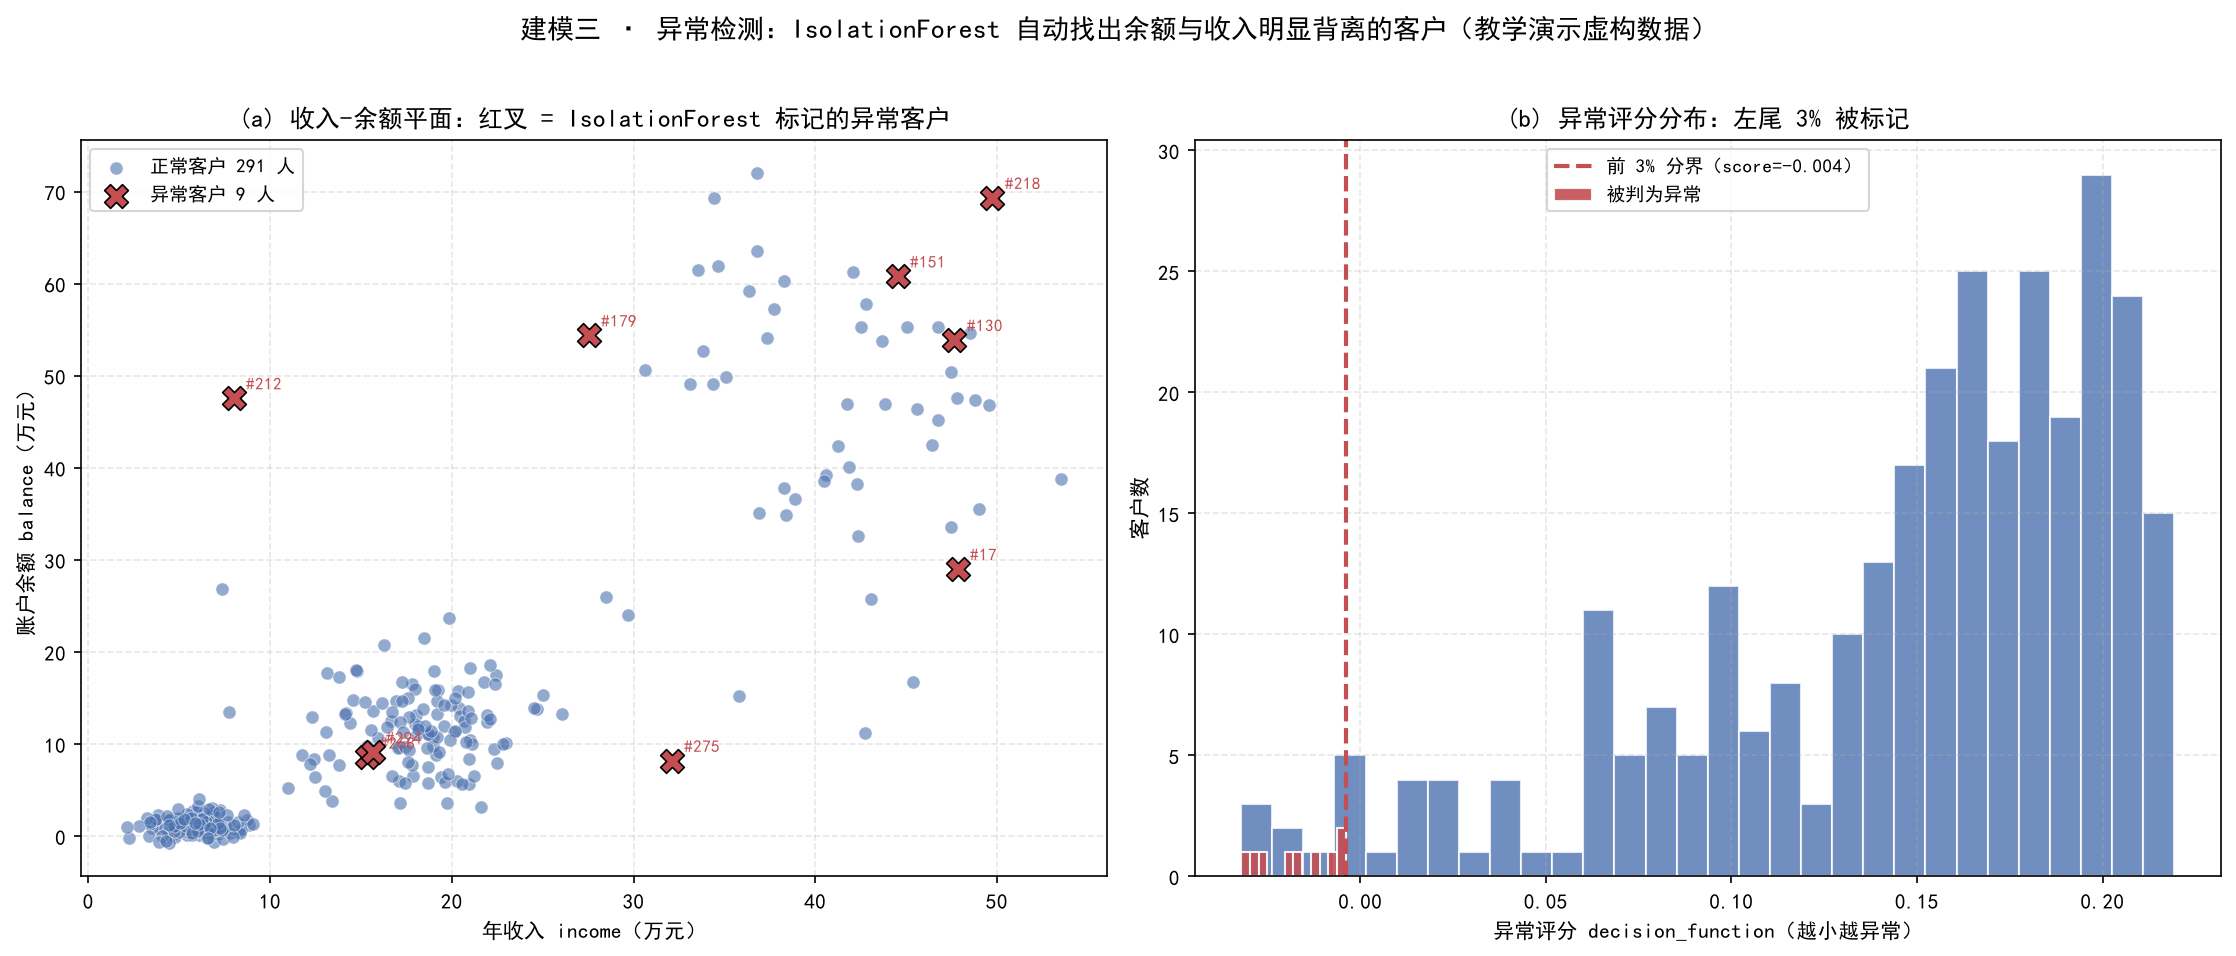 建模三 · 异常检测：IsolationForest 自动找出余额与收入明显背离的客户（教学演示虚构数据）
(a) 收入-余额平面：红叉 = IsolationForest 标记的异常客户
正常客户 291 人
异常客户 9 人
#218
#151
#179
#130
#212
#17
#294
#275
账户余额 balance（万元）
70
60
50
40
30
20
10
0
0 10 20 30 40 50
年收入 income（万元）
(b) 异常评分分布：左尾 3% 被标记
前 3% 分界（score=-0.004）
被判为异常
客户数
30
25
20
15
10
5
0
0.00 0.05 0.10 0.15 0.20
异常评分 decision_function（越小越异常）